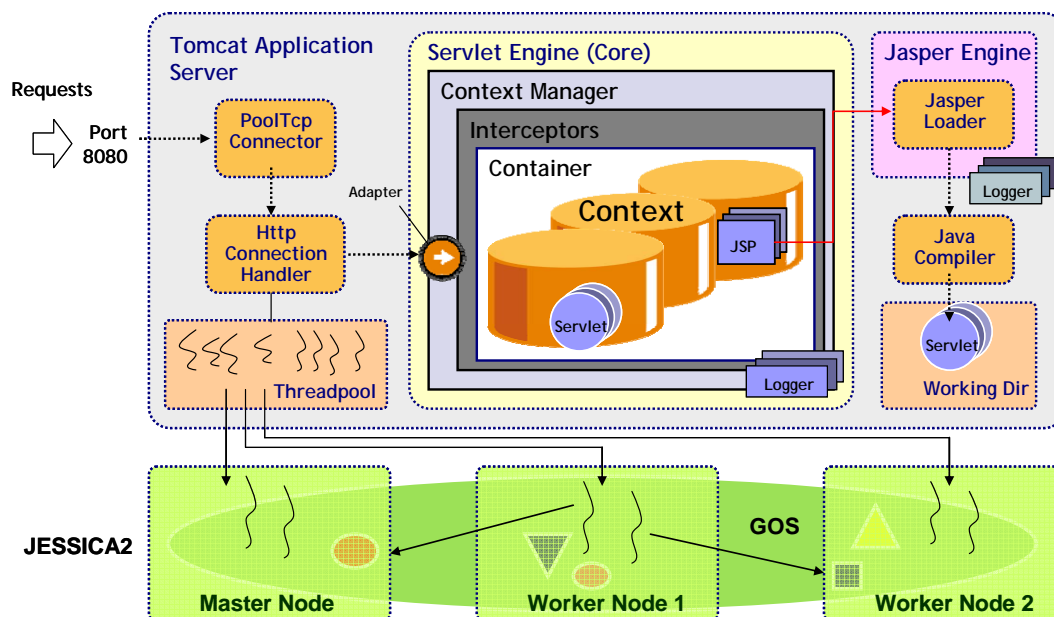 Tomcat Application
Server
Servlet Engine (Core)
Jasper Engine
Requests
Port
8080
PoolTcp
Connector
Context Manager
Interceptors
Container
Context
JSP
Servlet
Logger
Jasper
Loader
Logger
Adapter
Http
Connection
Handler
Java
Compiler
Servlet
Working Dir
Threadpool
JESSICA2
GOS
Master Node
Worker Node 1
Worker Node 2